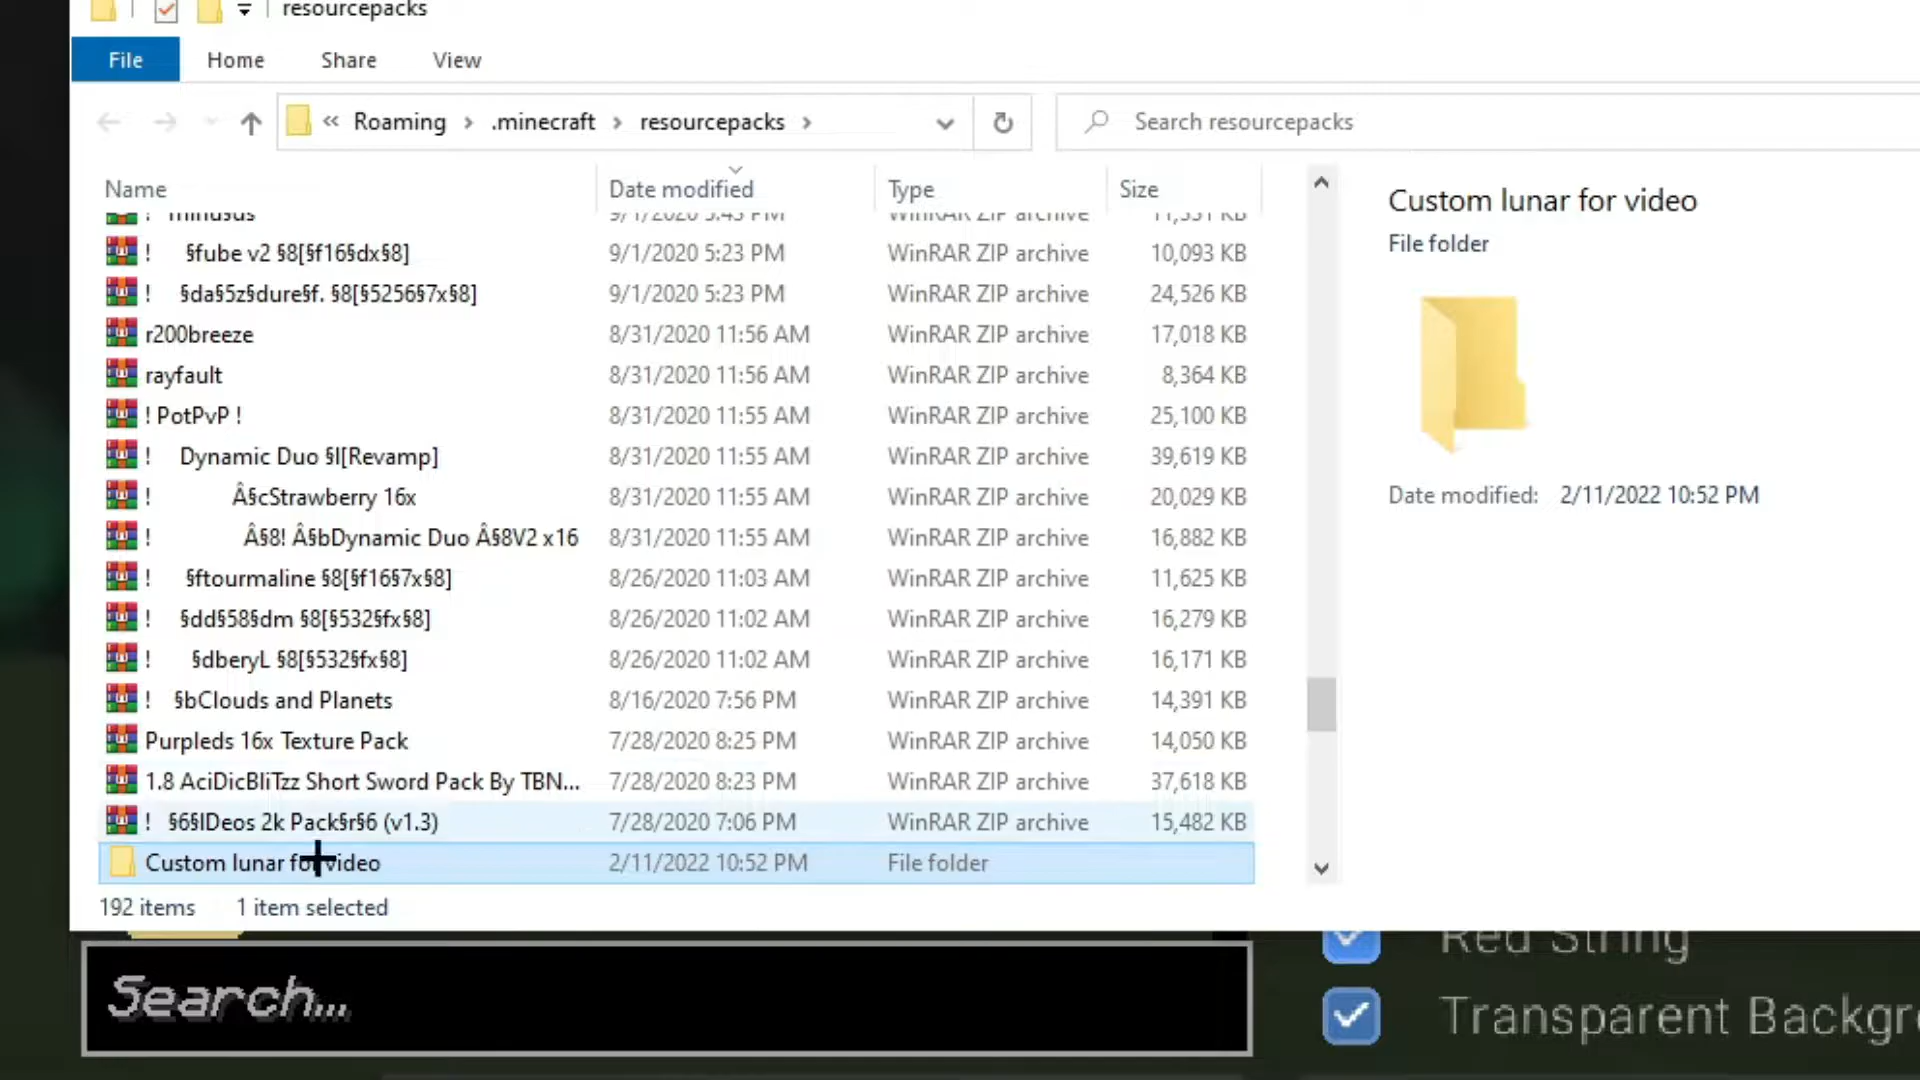 resourcepacks
File Home Share View
« Roaming › .minecraft › resourcepacks › Search resourcepacks
Name Date modified Type Size
! §fube v2 §8[§f16§dx§8] 9/1/2020 5:23 PM WinRAR ZIP archive 10,093 KB
! §da§5z§dure§f. §8[§5256§7x§8] 9/1/2020 5:23 PM WinRAR ZIP archive 24,526 KB
r200breeze 8/31/2020 11:56 AM WinRAR ZIP archive 17,018 KB
rayfault 8/31/2020 11:56 AM WinRAR ZIP archive 8,364 KB
! PotPvP ! 8/31/2020 11:55 AM WinRAR ZIP archive 25,100 KB
! Dynamic Duo §l[Revamp] 8/31/2020 11:55 AM WinRAR ZIP archive 39,619 KB
! Â§cStrawberry 16x 8/31/2020 11:55 AM WinRAR ZIP archive 20,029 KB
! Â§8! Â§bDynamic Duo Â§8V2 x16 8/31/2020 11:55 AM WinRAR ZIP archive 16,882 KB
! §ftourmaline §8[§f16§7x§8] 8/26/2020 11:03 AM WinRAR ZIP archive 11,625 KB
! §dd§58§dm §8[§532§fx§8] 8/26/2020 11:02 AM WinRAR ZIP archive 16,279 KB
! §dberyL §8[§532§fx§8] 8/26/2020 11:02 AM WinRAR ZIP archive 16,171 KB
! §bClouds and Planets 8/16/2020 7:56 PM WinRAR ZIP archive 14,391 KB
Purpleds 16x Texture Pack 7/28/2020 8:25 PM WinRAR ZIP archive 14,050 KB
1.8 AciDicBliTzz Short Sword Pack By TBN... 7/28/2020 8:23 PM WinRAR ZIP archive 37,618 KB
! §6§lDeos 2k Pack§r§6 (v1.3) 7/28/2020 7:06 PM WinRAR ZIP archive 15,482 KB
Custom lunar for video 2/11/2022 10:52 PM File folder
192 items 1 item selected
Custom lunar for video
File folder
Date modified: 2/11/2022 10:52 PM
Search...
Red String
Transparent Backgr